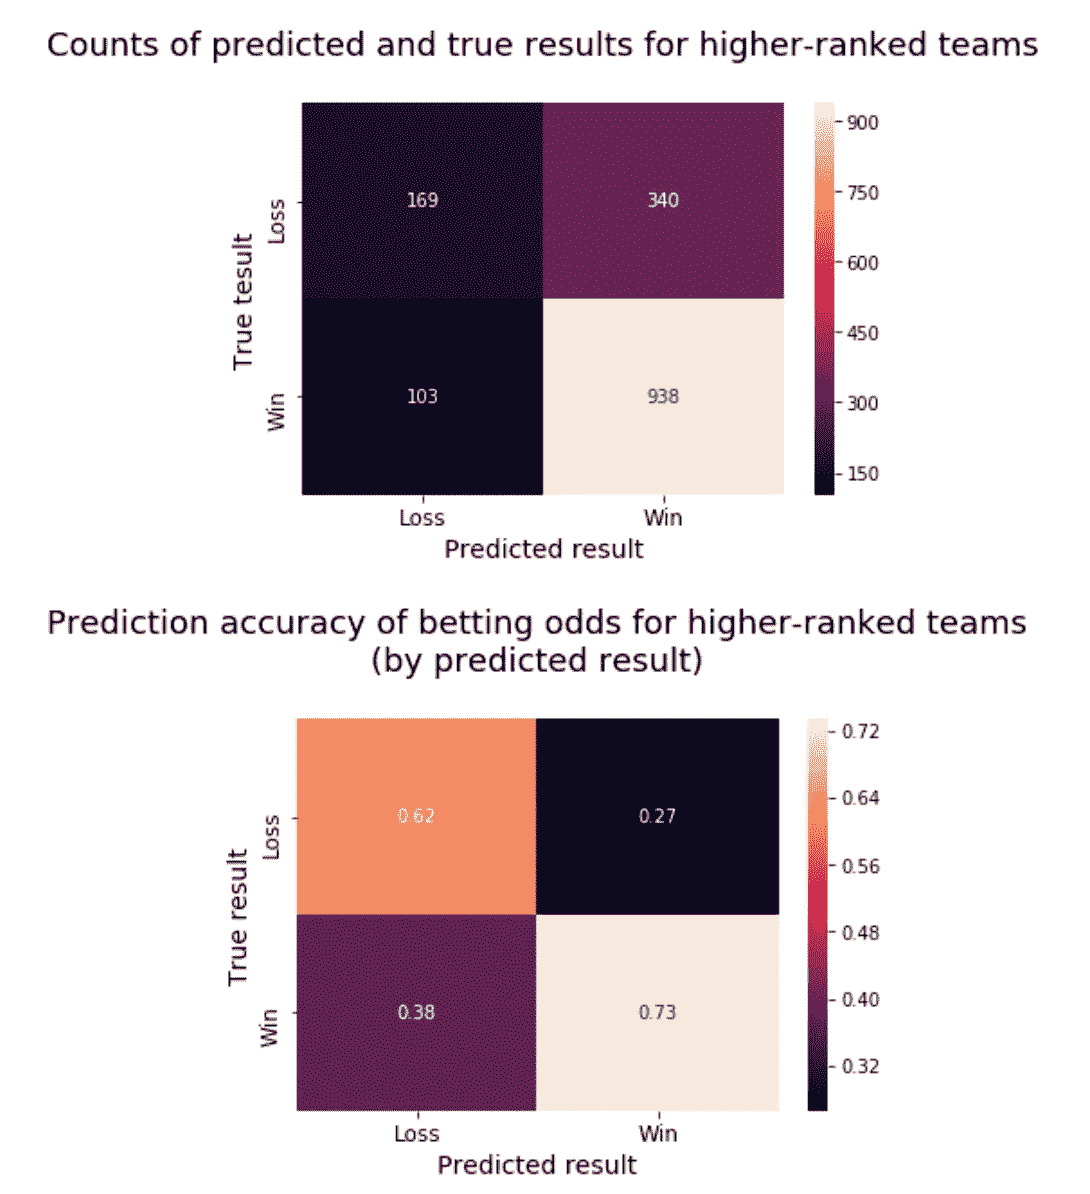 Counts of predicted and true results for higher-ranked teams
900
169
340
750
Loss
600
True tesult
450
103
938
300
Win
150
Loss
Win
Predicted result
Prediction accuracy of betting odds for higher-ranked teams
(by predicted result)
0.72
0.62
0.27
0.64
Loss
0.56
True result
0.48
0.40
0.38
0.73
Win
0.32
Loss
Win
Predicted result